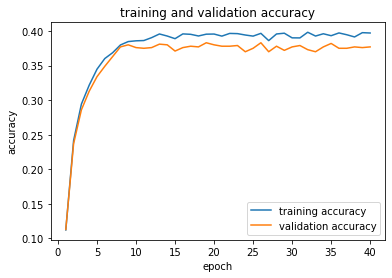 training and validation accuracy
0.40
0.35
0.30
0.25
0.20
0.15
0.10
accuracy
training accuracy
validation accuracy
0 5 10 15 20 25 30 35 40
epoch